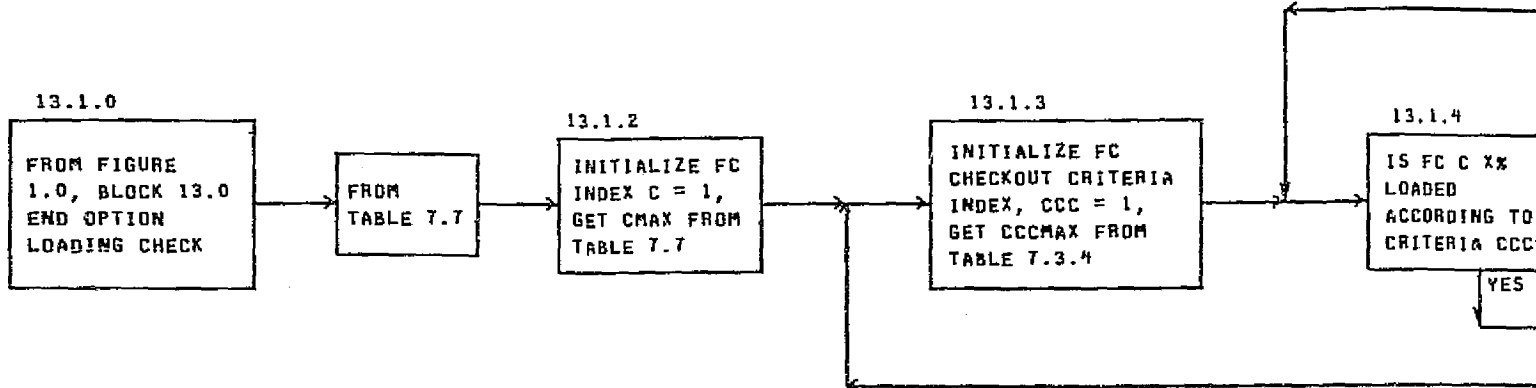 13.1.0
FROM FIGURE
1.0, BLOCK 13.0
END OPTION
LOADING CHECK
FROM
TABLE 7.7
13.1.2
INITIALIZE FC
INDEX C = 1,
GET CMAX FROM
TABLE 7.7
13.1.3
INITIALIZE FC
CHECKOUT CRITERIA
INDEX, CCC = 1,
GET CCCMAX FROM
TABLE 7.3.4
13.1.4
IS FC C X%
LOADED
ACCORDING TO
CRITERIA CCC
YES